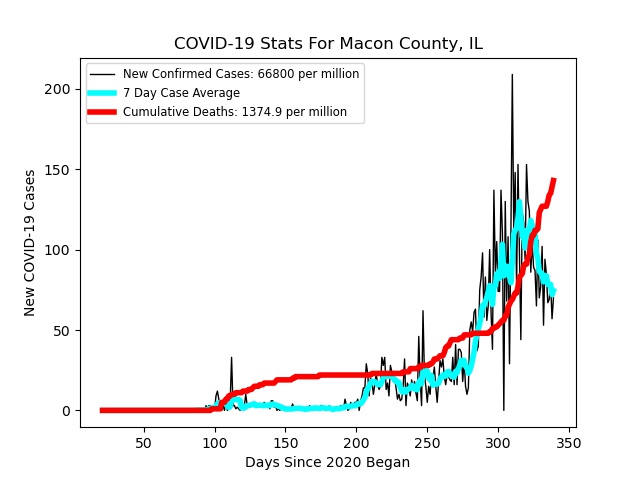 COVID-19 Stats For Macon County, IL
New Confirmed Cases: 66800 per million
7 Day Case Average
Cumulative Deaths: 1374.9 per million
New COVID-19 Cases
200
150
100
50
0
50 100 150 200 250 300 350
Days Since 2020 Began